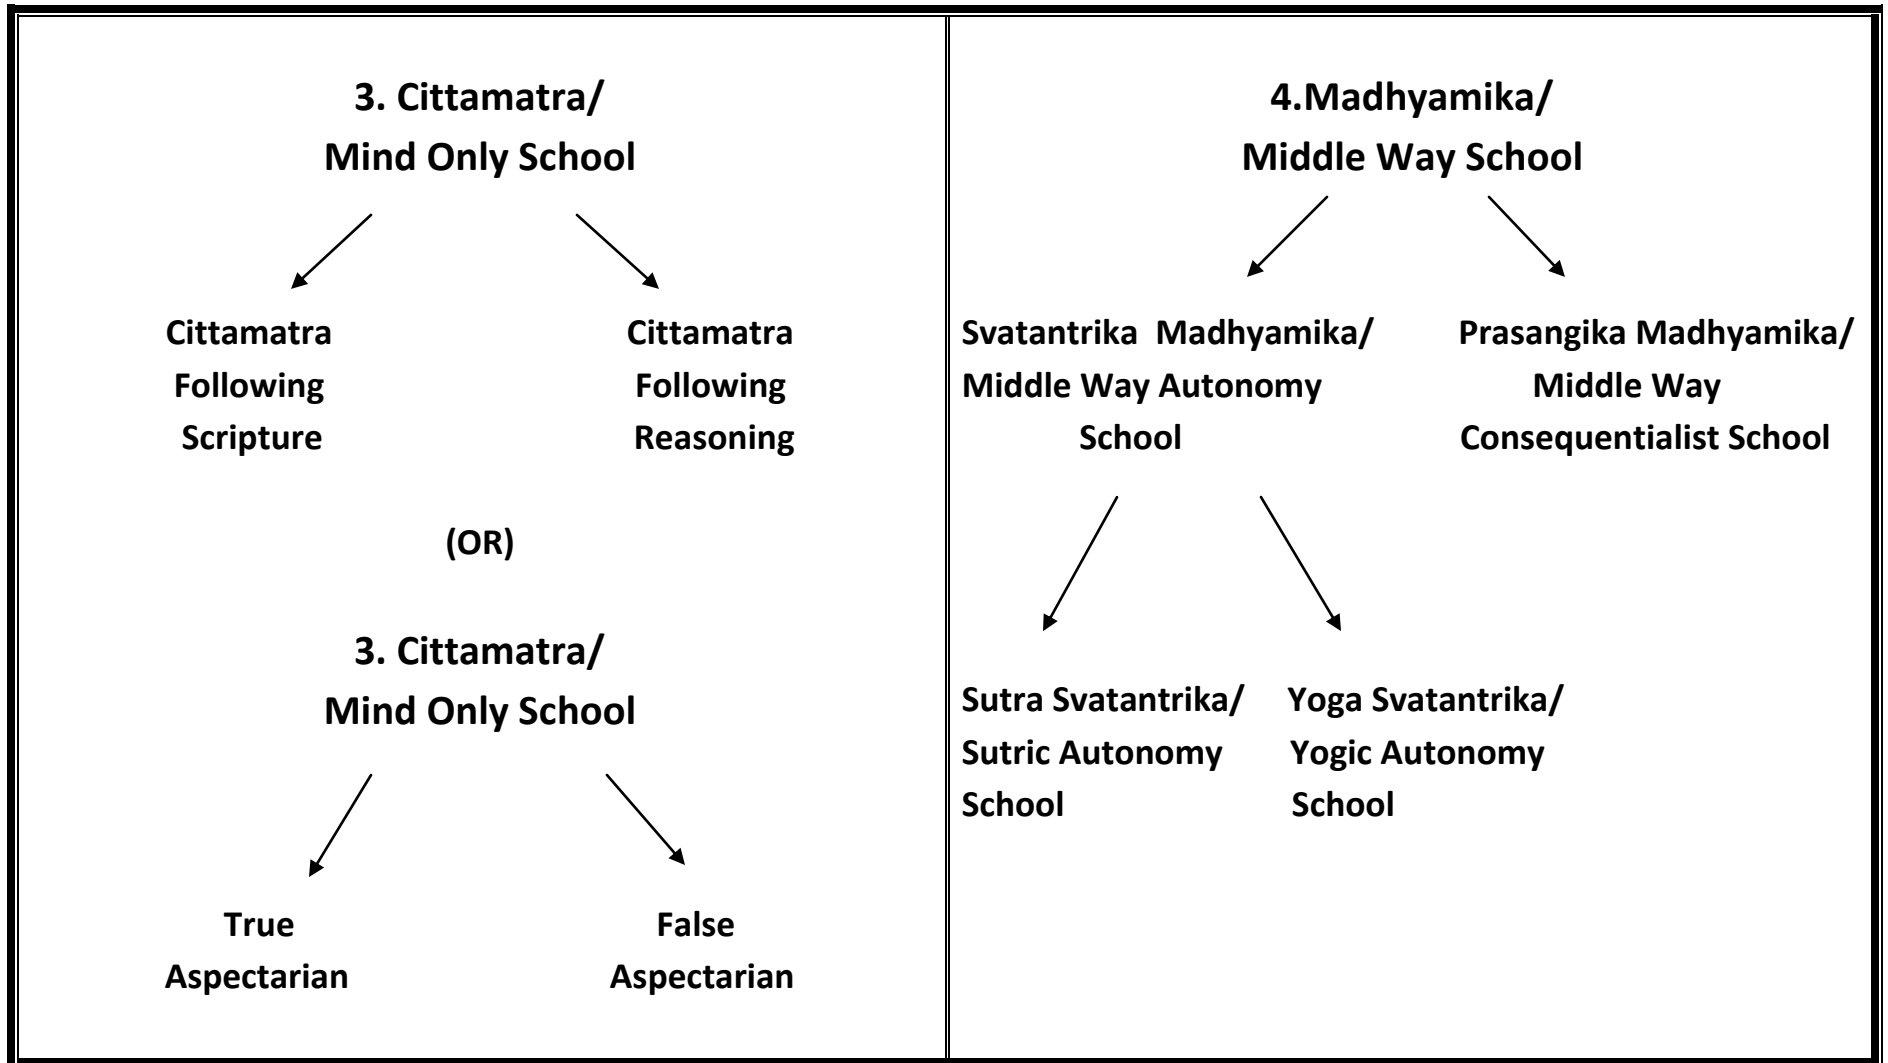 3. Cittamatra/
Mind Only School
Cittamatra
Following
Scripture
Cittamatra
Following
Reasoning
(OR)
3. Cittamatra/
Mind Only School
True
Aspectarian
False
Aspectarian
4.Madhyamika/
Middle Way School
Svatantrika Madhyamika/
Middle Way Autonomy
School
Prasangika Madhyamika/
Middle Way
Consequentialist School
Sutra Svatantrika/
Sutric Autonomy
School
Yoga Svatantrika/
Yogic Autonomy
School